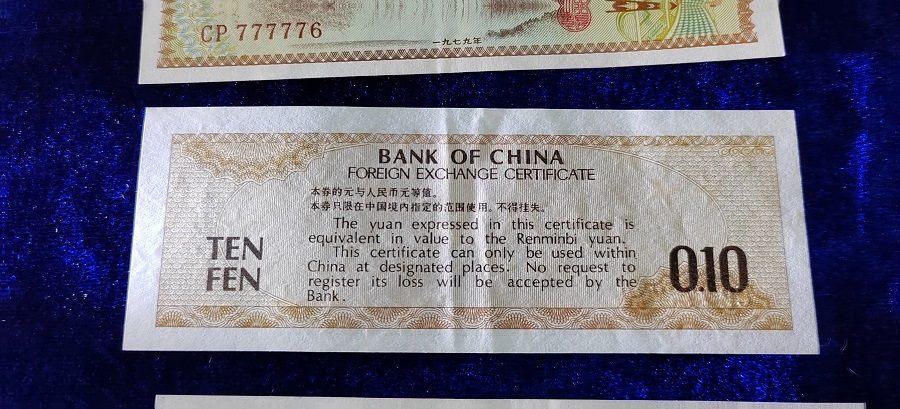 CP 777776
一九七九年
BANK OF CHINA
FOREIGN EXCHANGE CERTIFICATE
本券的元与人民币元等值。
本券只限在中国境内指定的范围使用，不得挂失。
The yuan expressed in this certificate is
equivalent in value to the Renminbi yuan.
This certificate can only be used within
China at designated places. No request to
register its loss will be accepted by the
Bank.
TEN
FEN
0.10